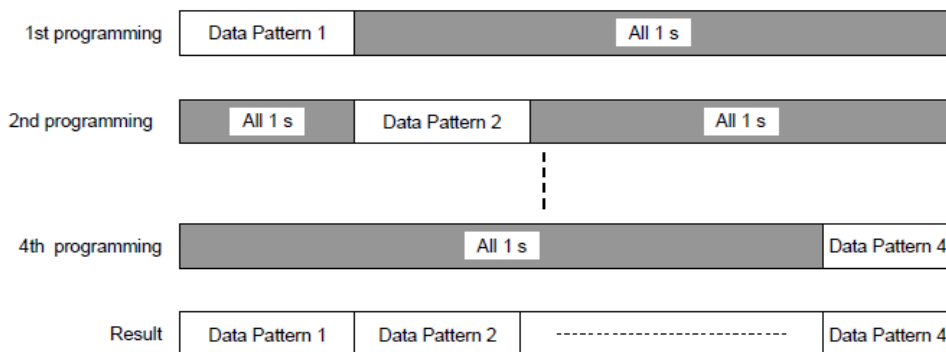 1st programming Data Pattern 1 All 1 s
2nd programming All 1 s Data Pattern 2 All 1 s
4th programming All 1 s Data Pattern 4
Result Data Pattern 1 Data Pattern 2 Data Pattern 4